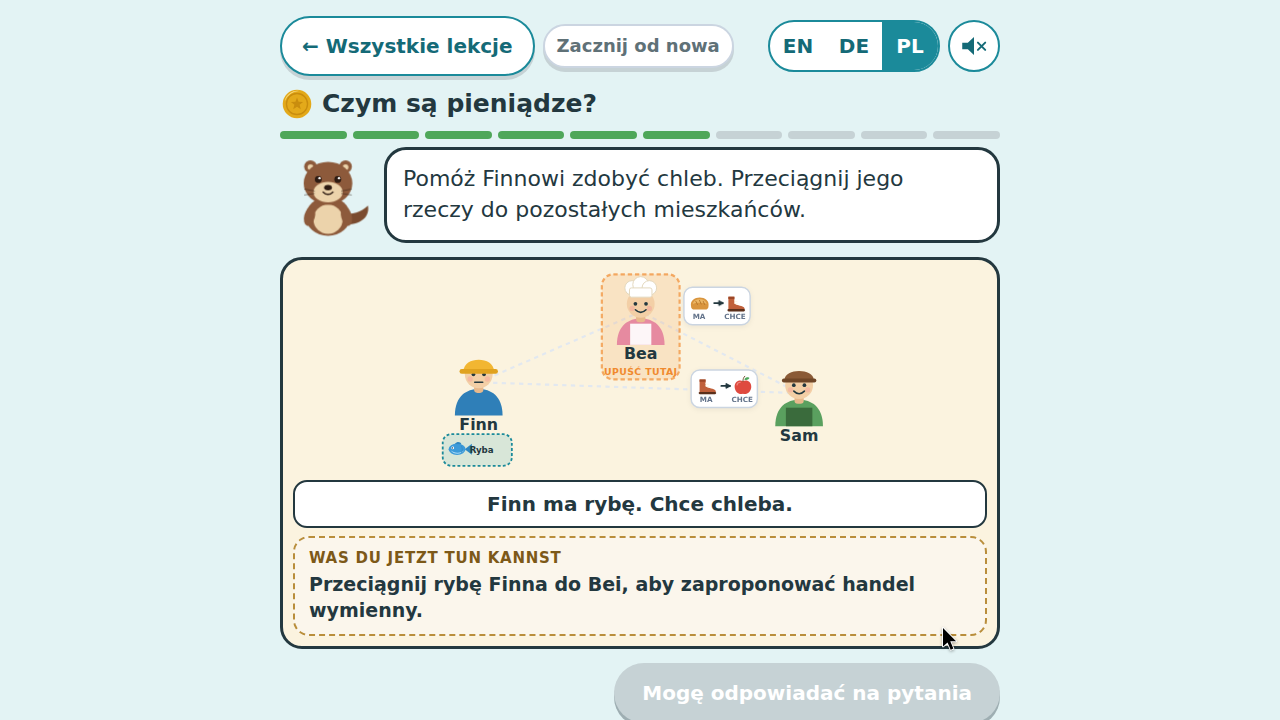 ← Wszystkie lekcje
Zacznij od nowa
EN DE PL
Czym są pieniądze?
Pomóż Finnowi zdobyć chleb. Przeciągnij jego
rzeczy do pozostałych mieszkańców.
MA CHCE
Bea
UPUŚĆ TUTAJ
MA CHCE
Finn
Sam
Ryba
Finn ma rybę. Chce chleba.
WAS DU JETZT TUN KANNST
Przeciągnij rybę Finna do Bei, aby zaproponować handel
wymienny.
Mogę odpowiadać na pytania